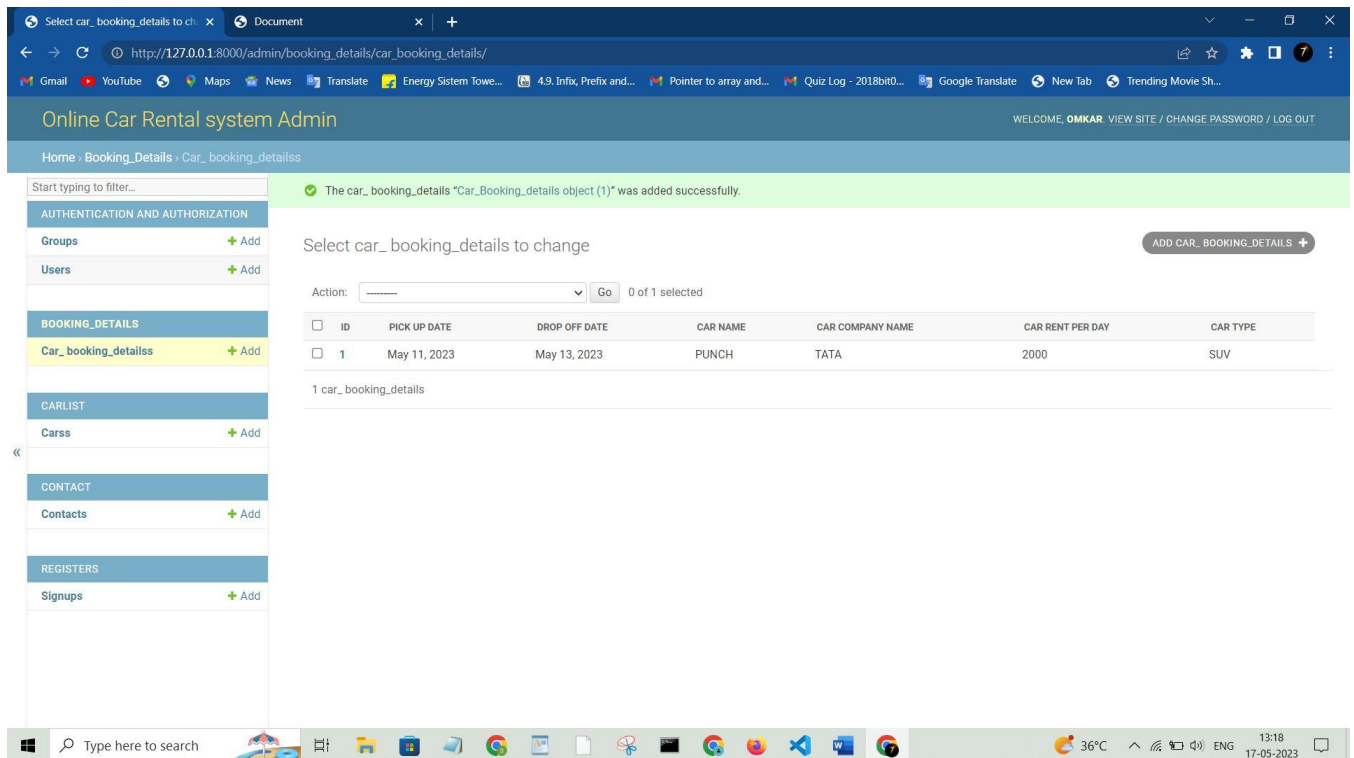 Select car_ booking_details to ch
Document
http://127.0.0.1:8000/admin/booking_details/car_booking_details/
7
Gmail YouTube Maps News Translate Energy Sistem Towe... 4.9. Infix, Prefix and... Pointer to array and... Quiz Log - 2018bit0... Google Translate New Tab Trending Movie Sh...
Online Car Rental system Admin
WELCOME, OMKAR. VIEW SITE / CHANGE PASSWORD / LOG OUT
Home › Booking_Details › Car_ booking_detailss
Start typing to filter...
AUTHENTICATION AND AUTHORIZATION
Groups + Add
Users + Add
BOOKING_DETAILS
Car_ booking_detailss + Add
CARLIST
Carss + Add
CONTACT
Contacts + Add
REGISTERS
Signups + Add
«
The car_ booking_details “Car_Booking_details object (1)” was added successfully.
Select car_ booking_details to change
ADD CAR_ BOOKING_DETAILS +
Action: --------- Go 0 of 1 selected
ID PICK UP DATE DROP OFF DATE CAR NAME CAR COMPANY NAME CAR RENT PER DAY CAR TYPE
1 May 11, 2023 May 13, 2023 PUNCH TATA 2000 SUV
1 car_ booking_details
Type here to search
36°C ENG
13:18
17-05-2023